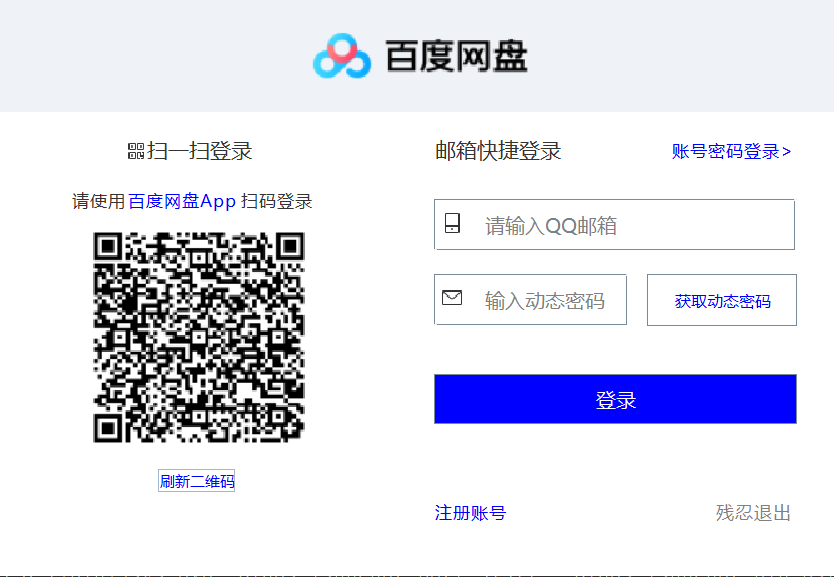 百度网盘
扫一扫登录
请使用百度网盘App 扫码登录
刷新二维码
邮箱快捷登录
账号密码登录>
请输入QQ邮箱
输入动态密码
获取动态密码
登录
注册账号
残忍退出